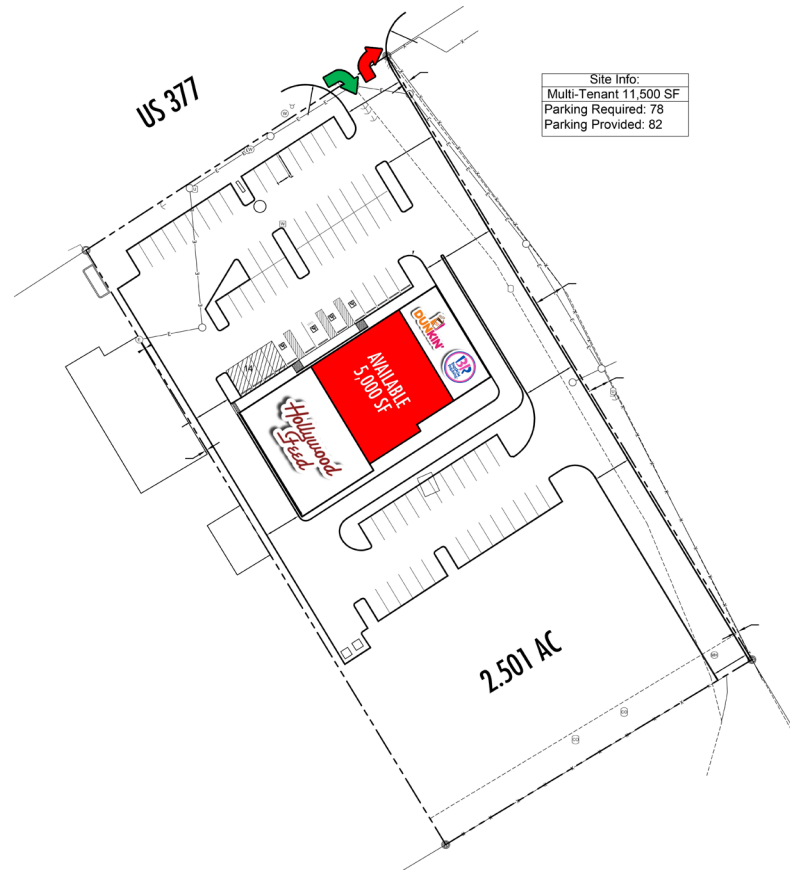 US 377
Site Info:
Multi-Tenant 11,500 SF
Parking Required: 78
Parking Provided: 82
DUNKIN'
BR
14
AVAILABLE
5,000 SF
Hollywood
Feed
2.501 AC